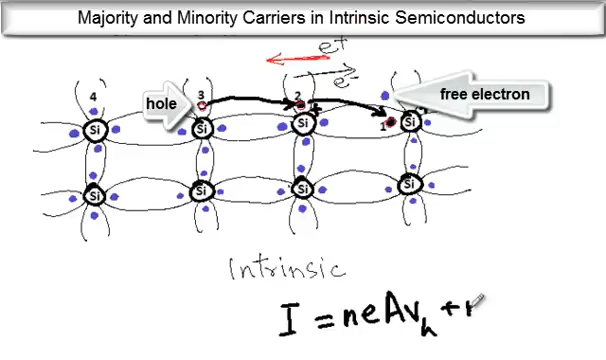 Majority and Minority Carriers in Intrinsic Semiconductors
e+
e-
4
3
2
hole
free electron
+
1
Si Si Si Si
Si Si Si Si
Intrinsic
I = neAvh +